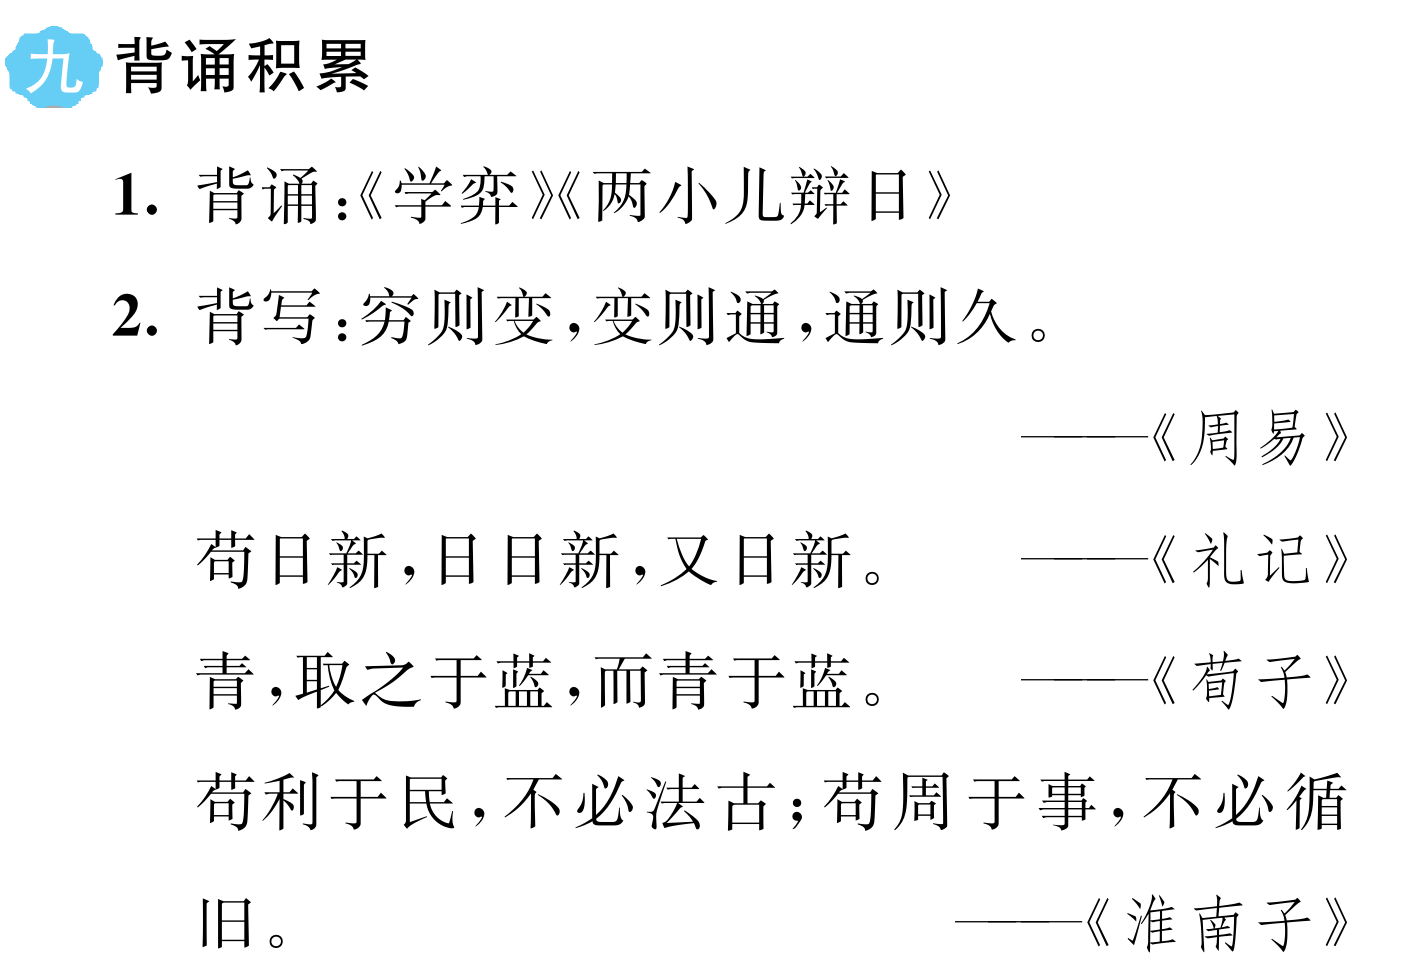 九 背诵积累
1. 背诵:《学弈》《两小儿辩日》
2. 背写:穷则变,变则通,通则久。
——《周易》
苟日新,日日新,又日新。 ——《礼记》
青,取之于蓝,而青于蓝。 ——《荀子》
苟利于民,不必法古;苟周于事,不必循
旧。 ——《淮南子》